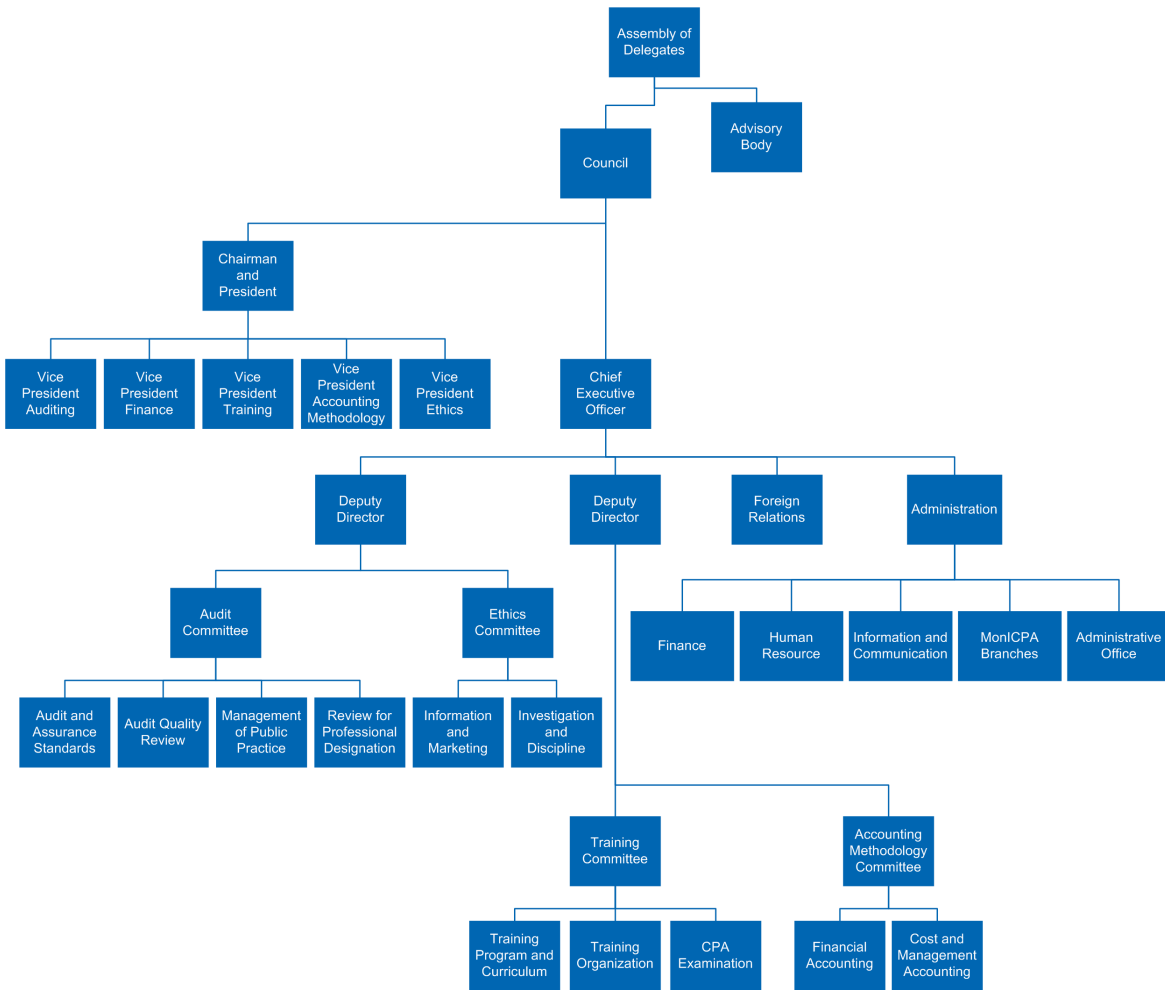 Assembly of
Delegates
Advisory
Body
Council
Chairman
and
President
Vice
President
Auditing
Vice
President
Finance
Vice
President
Training
Vice
President
Accounting
Methodology
Vice
President
Ethics
Chief
Executive
Officer
Deputy
Director
Deputy
Director
Foreign
Relations
Administration
Audit
Committee
Ethics
Committee
Finance
Human
Resource
Information and
Communication
MonICPA
Branches
Administrative
Office
Audit and
Assurance
Standards
Audit Quality
Review
Management
of Public
Practice
Review for
Professional
Designation
Information
and
Marketing
Investigation
and
Discipline
Training
Committee
Accounting
Methodology
Committee
Training
Program and
Curriculum
Training
Organization
CPA
Examination
Financial
Accounting
Cost and
Management
Accounting